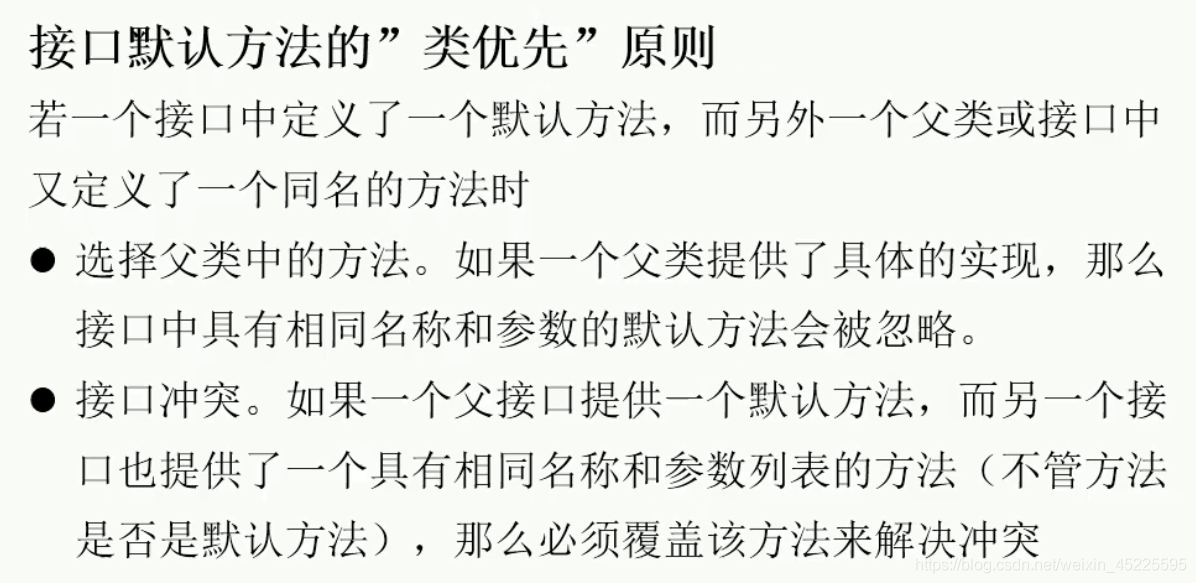 接口默认方法的”类优先”原则
若一个接口中定义了一个默认方法，而另外一个父类或接口中
又定义了一个同名的方法时
● 选择父类中的方法。如果一个父类提供了具体的实现，那么
接口中具有相同名称和参数的默认方法会被忽略。
● 接口冲突。如果一个父接口提供一个默认方法，而另一个接
口也提供了一个具有相同名称和参数列表的方法（不管方法
是否是默认方法），那么必须覆盖该方法来解决冲突
https://blog.csdn.net/weixin_45225595